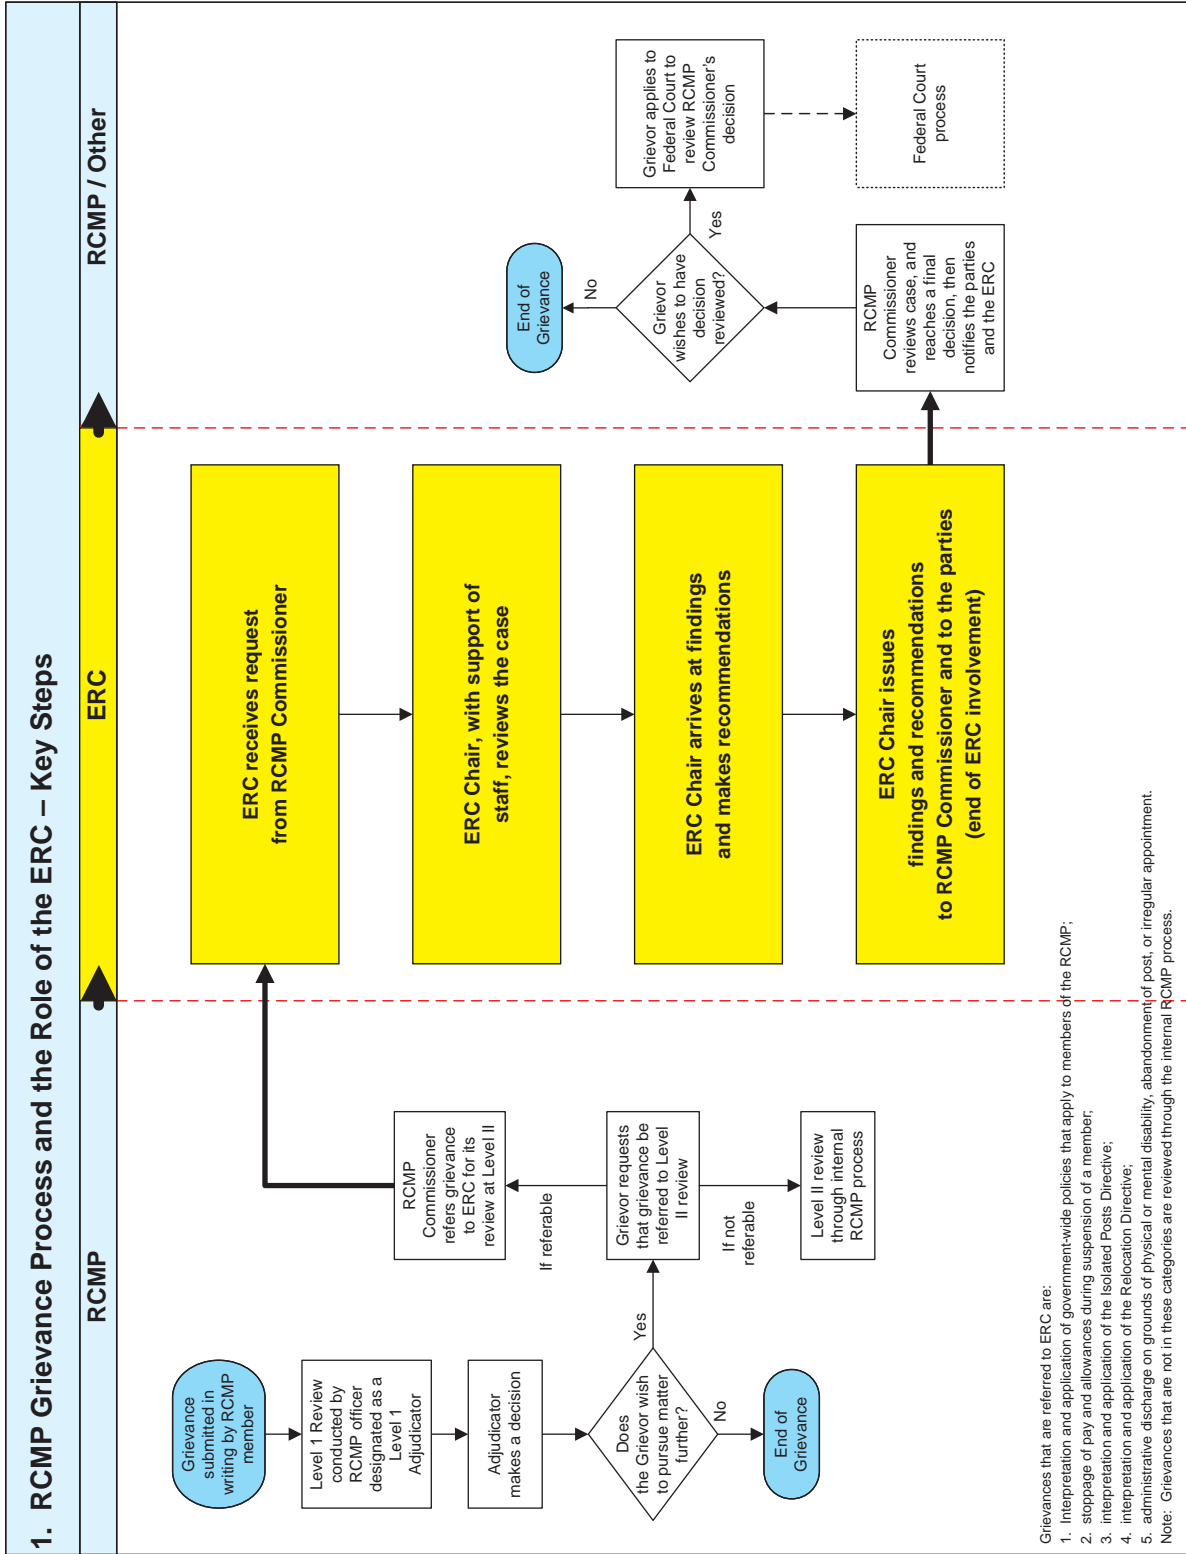 1. RCMP Grievance Process and the Role of the ERC – Key Steps
RCMP
ERC
RCMP / Other
Grievance
submitted in
writing by RCMP
member
Level 1 Review
conducted by
RCMP officer
designated as a
Level 1
Adjudicator
Adjudicator
makes a decision
Does
the Grievor wish
to pursue matter
further?
Yes
No
End of
Grievance
Grievor requests
that grievance be
referred to Level
II review
If referable
If not
referable
RCMP
Commissioner
refers grievance
to ERC for its
review at Level II
Level II review
through internal
RCMP process
ERC receives request
from RCMP Commissioner
ERC Chair, with support of
staff, reviews the case
ERC Chair arrives at findings
and makes recommendations
ERC Chair issues
findings and recommendations
to RCMP Commissioner and to the parties
(end of ERC involvement)
RCMP
Commissioner
reviews case, and
reaches a final
decision, then
notifies the parties
and the ERC
Grievor
wishes to have
decision
reviewed?
No
Yes
End of
Grievance
Grievor applies to
Federal Court to
review RCMP
Commissioner's
decision
Federal Court
process
Grievances that are referred to ERC are:
1. Interpretation and application of government-wide policies that apply to members of the RCMP;
2. stoppage of pay and allowances during suspension of a member;
3. interpretation and application of the Isolated Posts Directive;
4. interpretation and application of the Relocation Directive;
5. administrative discharge on grounds of physical or mental disability, abandonment of post, or irregular appointment.
Note: Grievances that are not in these categories are reviewed through the internal RCMP process.